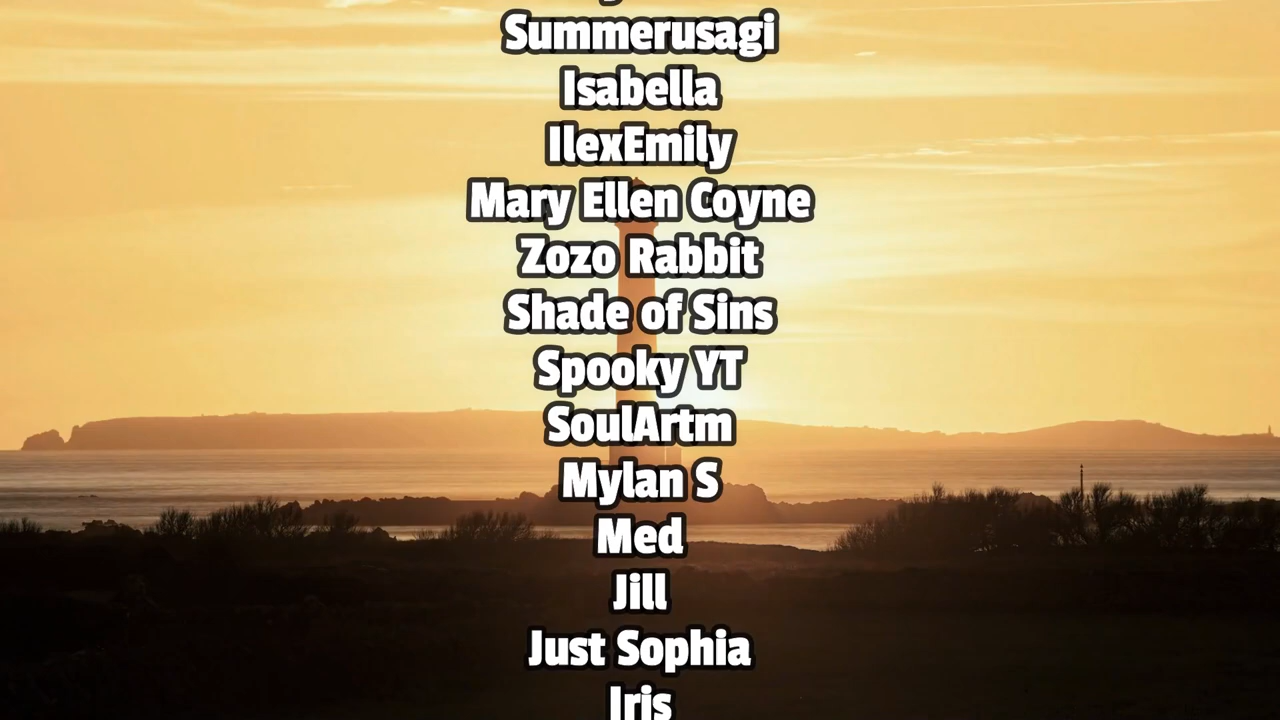 Summerusagi
Isabella
IlexEmily
Mary Ellen Coyne
Zozo Rabbit
Shade of Sins
Spooky YT
SoulArtm
Mylan S
Med
Jill
Just Sophia
Iris